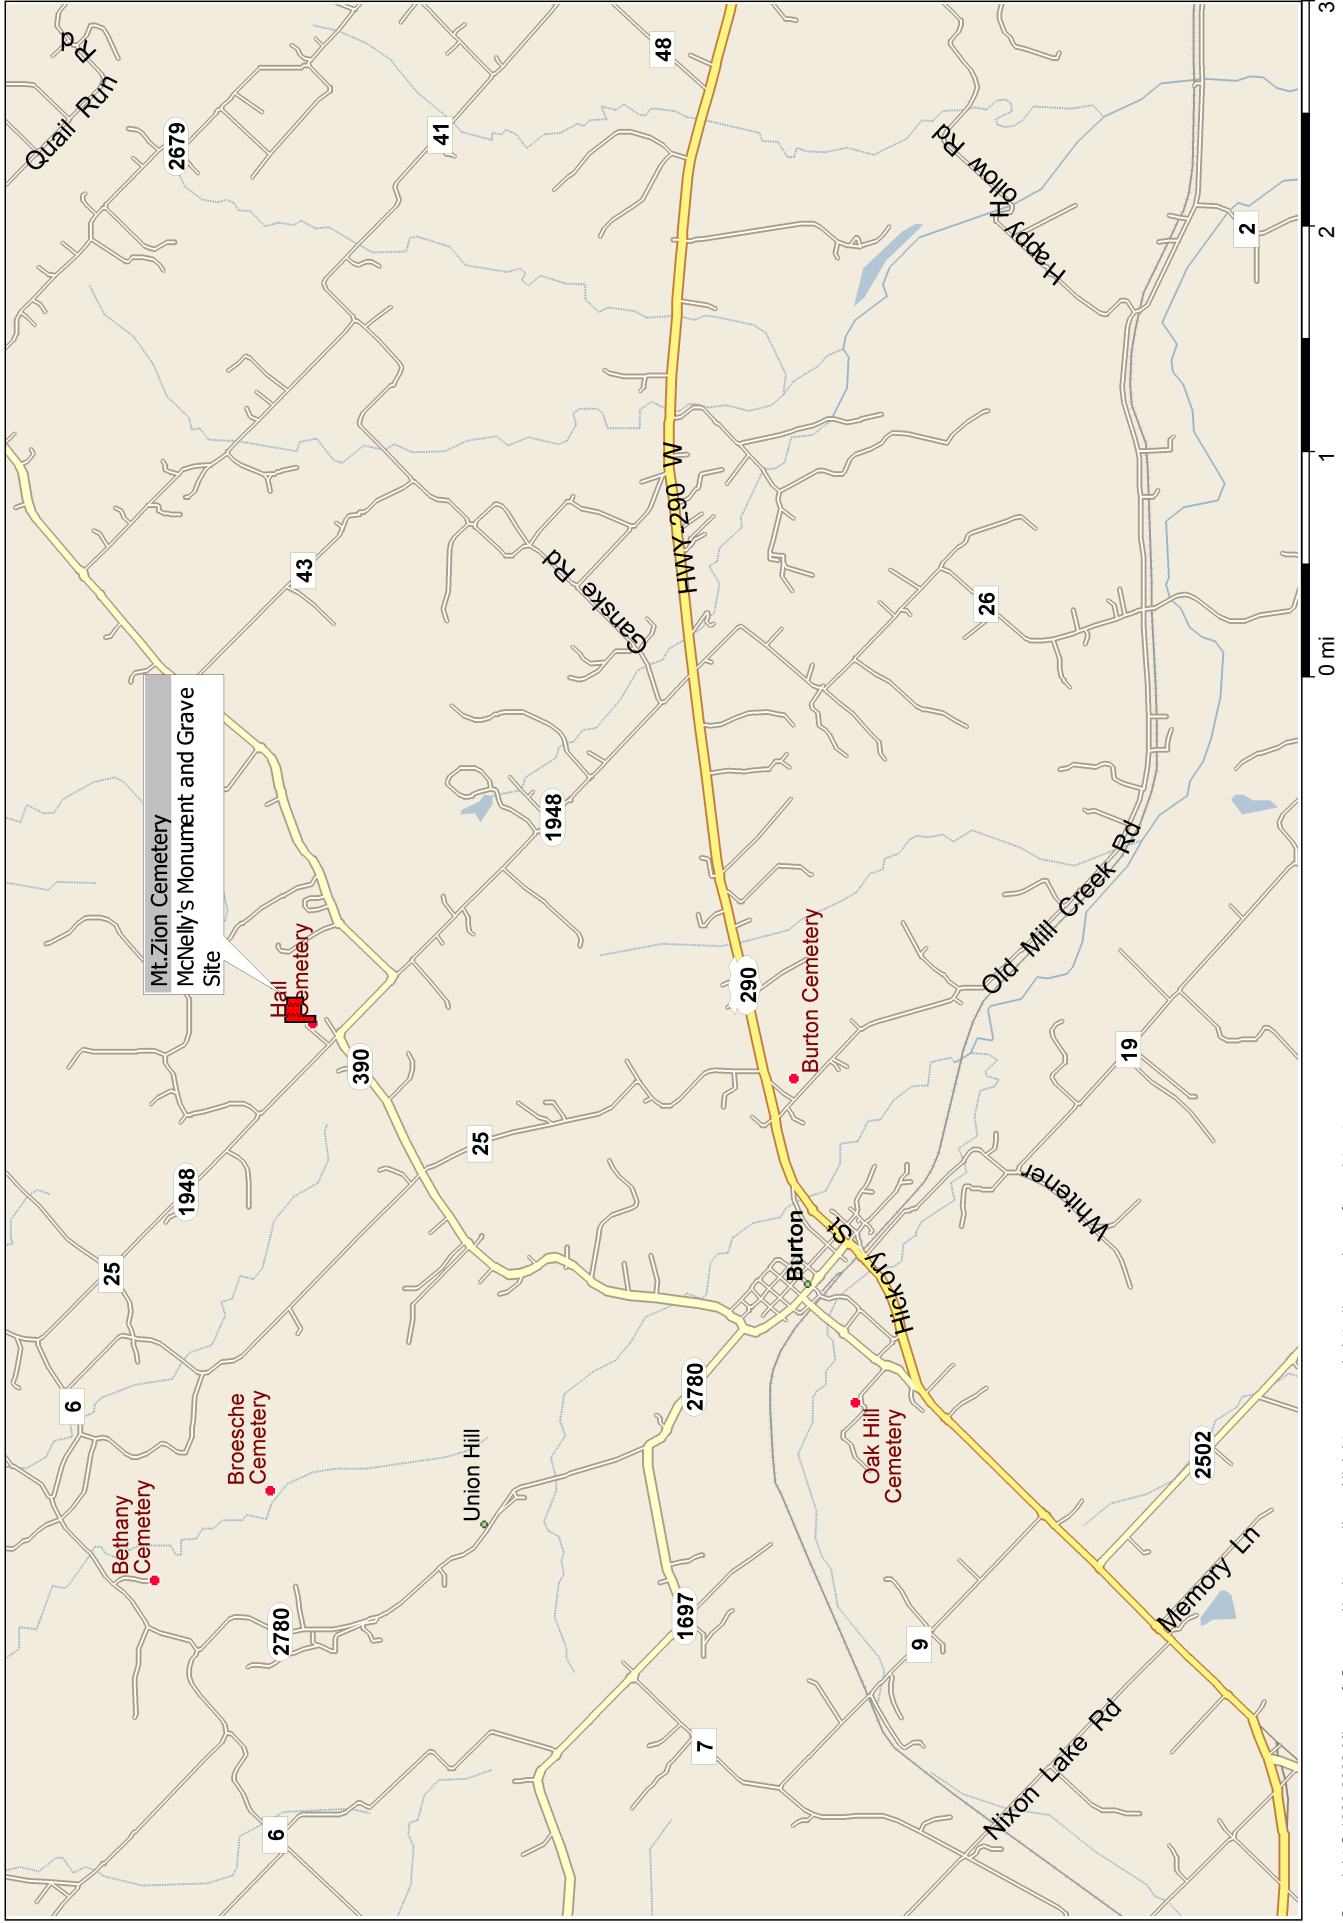 Mt.Zion Cemetery
McNelly's Monument and Grave
Site
Hall
Cemetery
Bethany
Cemetery
Broesche
Cemetery
Union Hill
Burton
Burton Cemetery
Oak Hill
Cemetery
Quail Run
Rd
Ganske Rd
HWY-290 W
Happy Hollow Rd
Old Mill Creek Rd
Hickory St
Whitener
Memory Ln
Nixon Lake Rd
6
25
1948
390
43
2679
41
48
2780
6
25
1948
2780
1697
290
7
9
2502
19
26
2
0 mi
1
2
3